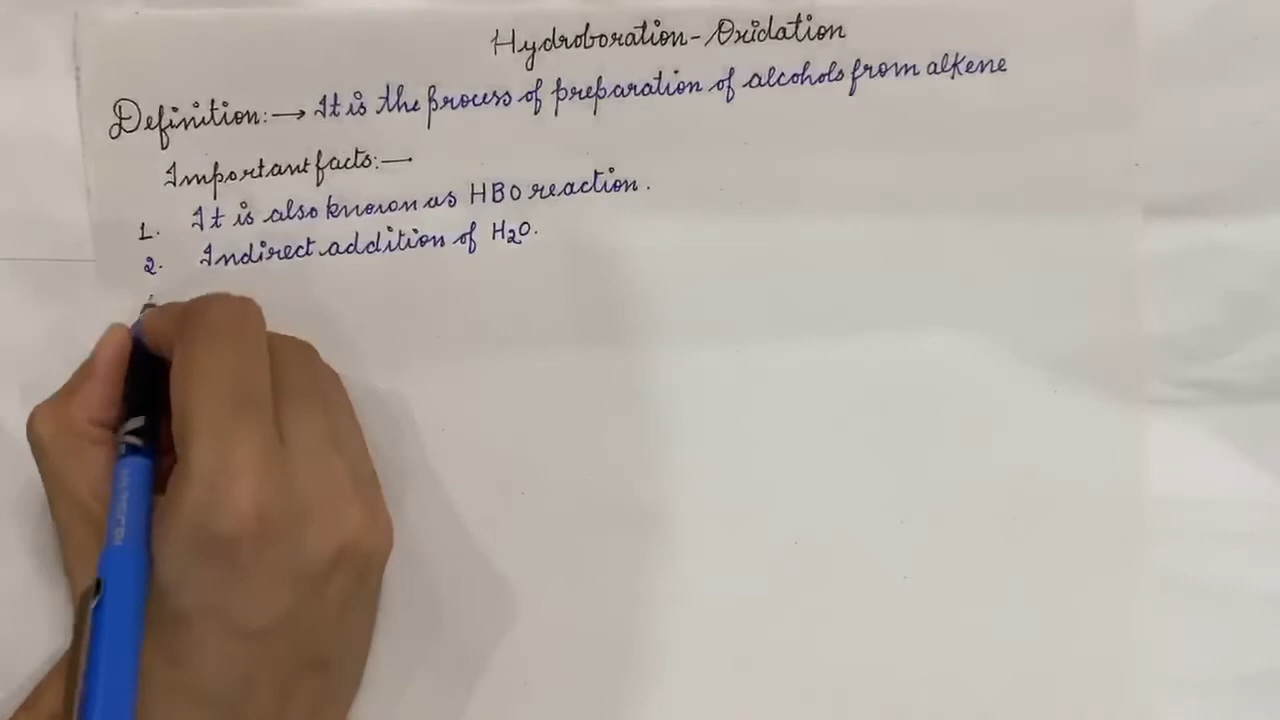 Hydroboration-Oxidation
Definition:→ It is the process of preparation of alcohols from alkene
Important facts:—
1. It is also known as HBO reaction.
2. Indirect addition of H₂O.